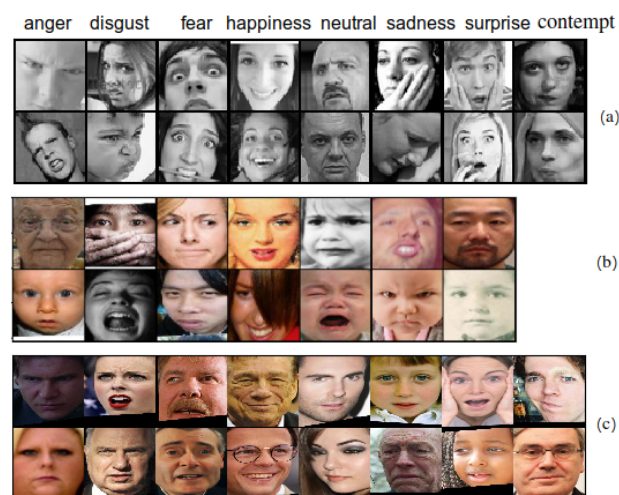 anger disgust fear happiness neutral sadness surprise contempt
(a)
(b)
(c)